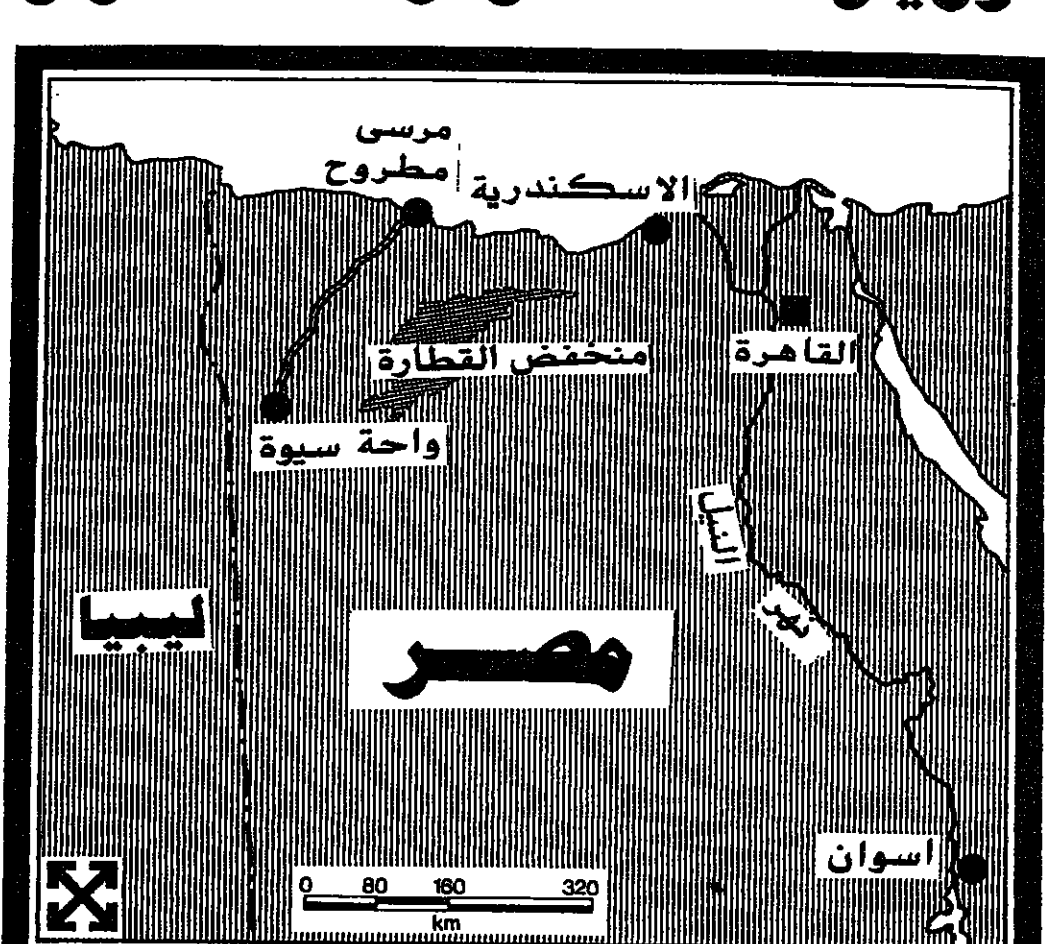 مرسى
مطروح
الاسكندرية
القاهرة
منخفض القطارة
واحة سيوة
النيل
نهر
ليبيا
مصر
اسوان
0 80 160 320
km